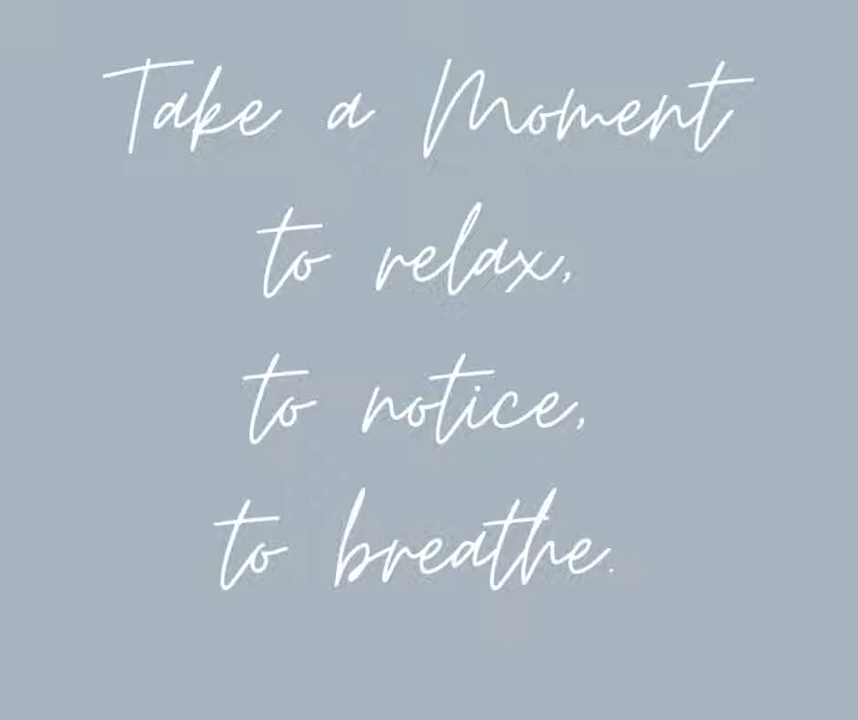 Take a Moment
to relax,
to notice,
to breathe.